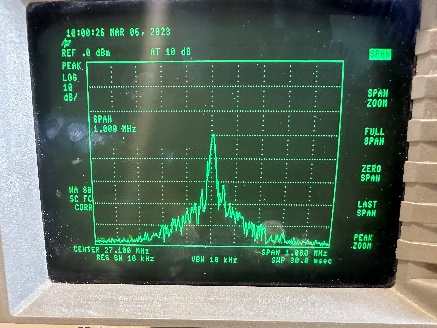 10:00:26 MAR 06, 2023
REF .0 dBm AT 10 dB
PEAK
LOG
10
dB/
SPAN
1.000 MHz
WA SB
SC FC
CORR
CENTER 27.100 MHz SPAN 1.000 MHz
RES BW 10 kHz VBW 10 kHz SWP 30.0 msec
SPAN
SPAN
ZOOM
FULL
SPAN
ZERO
SPAN
LAST
SPAN
PEAK
ZOOM